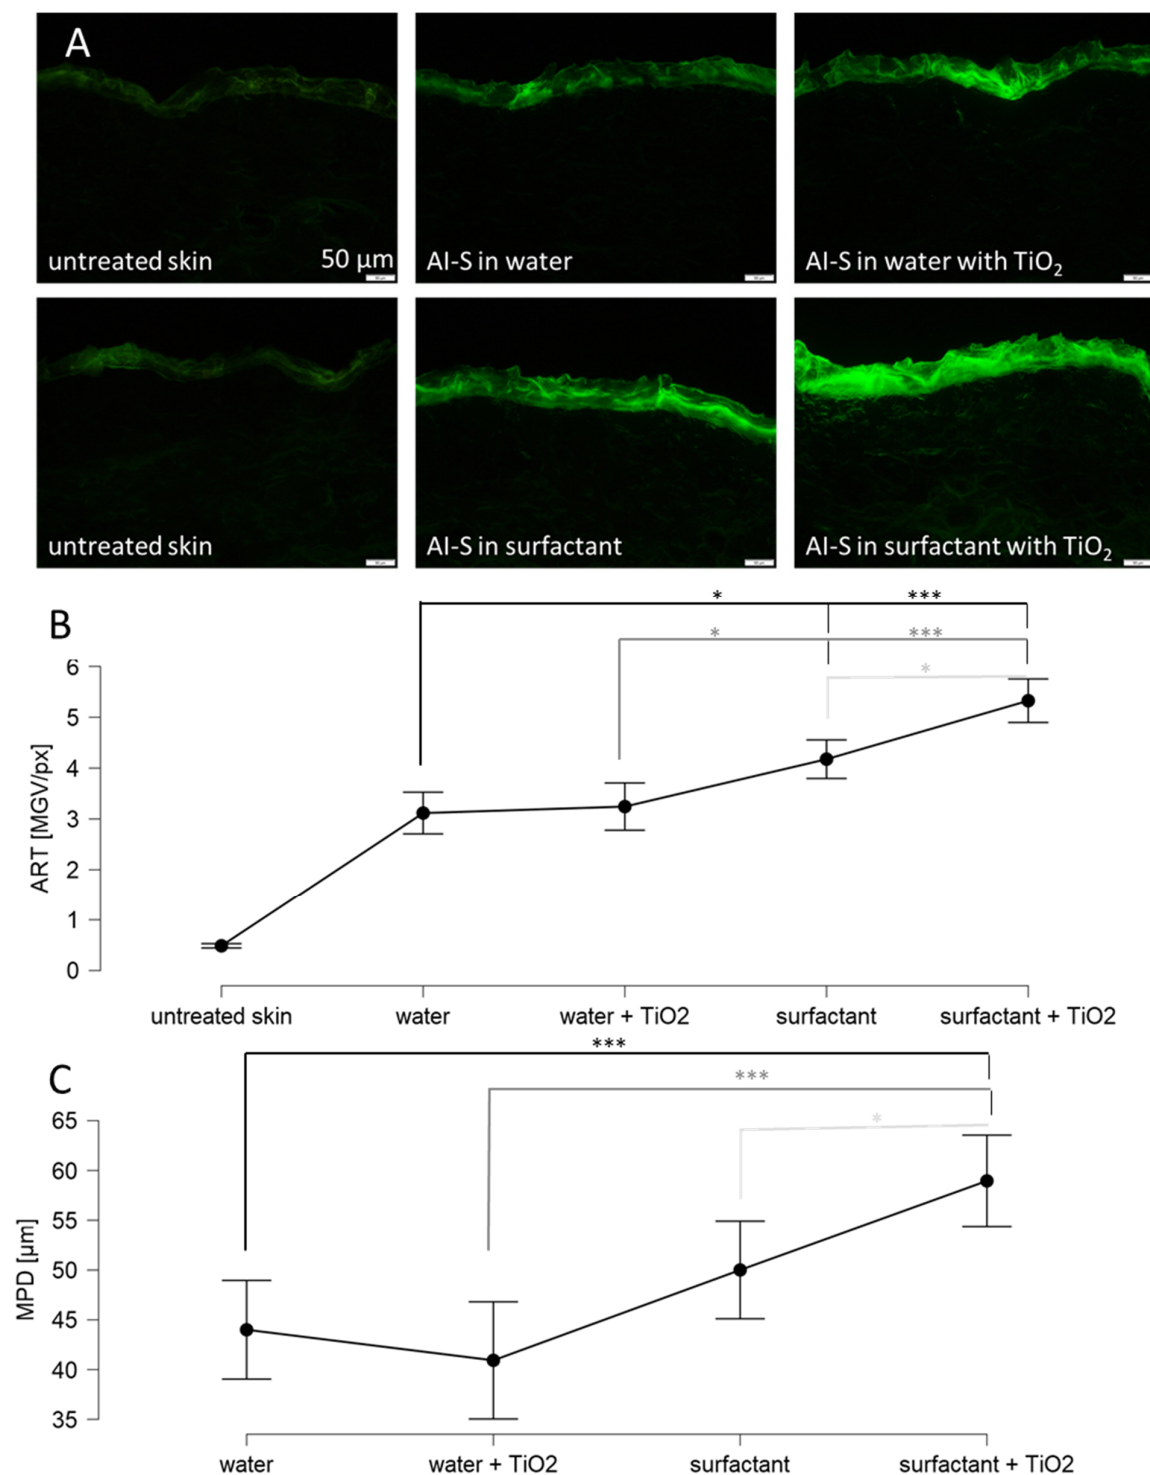 A
untreated skin
50 µm
AI-S in water
AI-S in water with TiO₂
untreated skin
AI-S in surfactant
AI-S in surfactant with TiO₂
B
* ***
* ***
*
6
5
4
3
2
1
0
ART [MGV/px]
untreated skin water water + TiO2 surfactant surfactant + TiO2
C
***
***
*
65
60
55
50
45
40
35
MPD [µm]
water water + TiO2 surfactant surfactant + TiO2